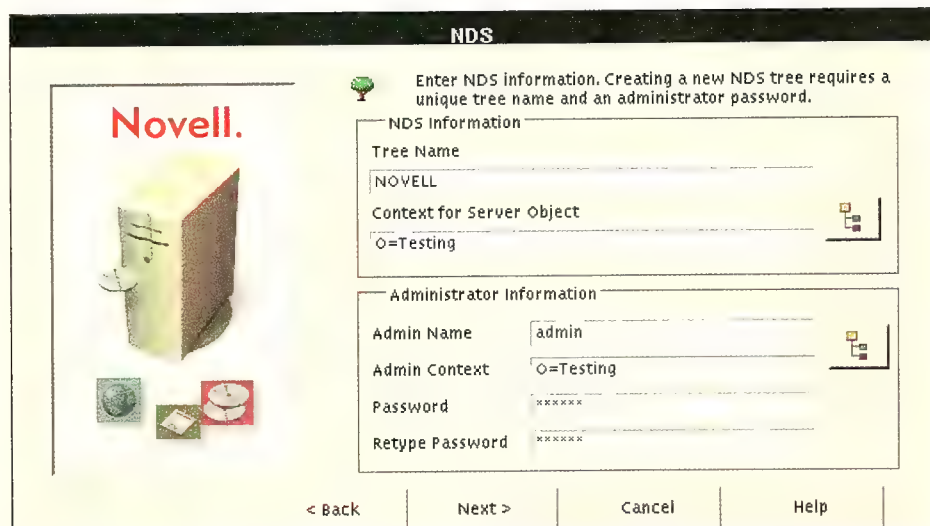 NDS
Novell.
Enter NDS information. Creating a new NDS tree requires a
unique tree name and an administrator password.
NDS Information
Tree Name
NOVELL
Context for Server Object
O=Testing
Administrator Information
Admin Name admin
Admin Context O=Testing
Password ××××××
Retype Password ××××××
< Back Next > Cancel Help